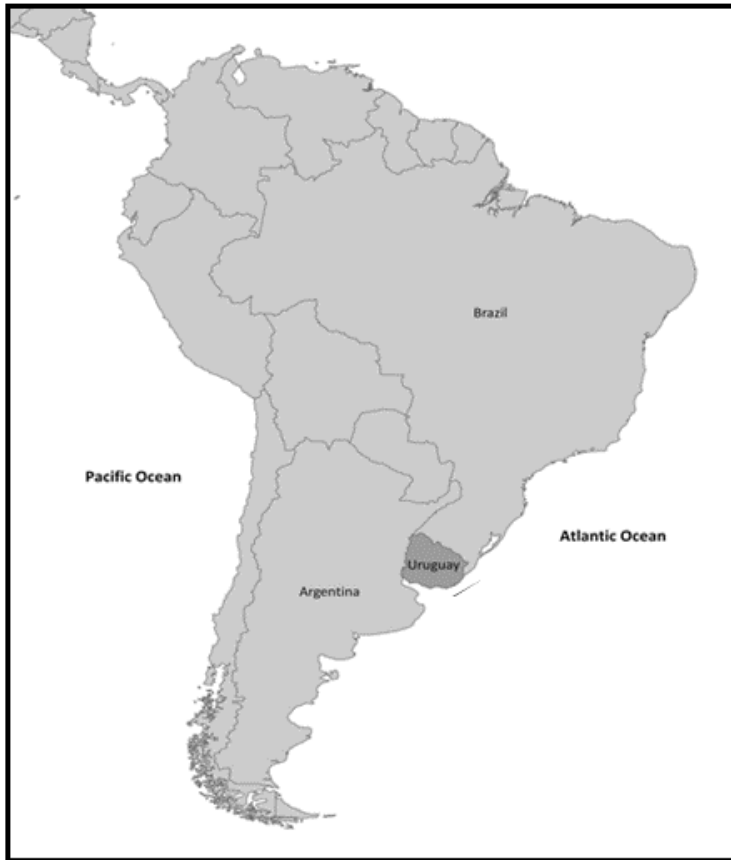 Brazil
Pacific Ocean
Atlantic Ocean
Uruguay
Argentina